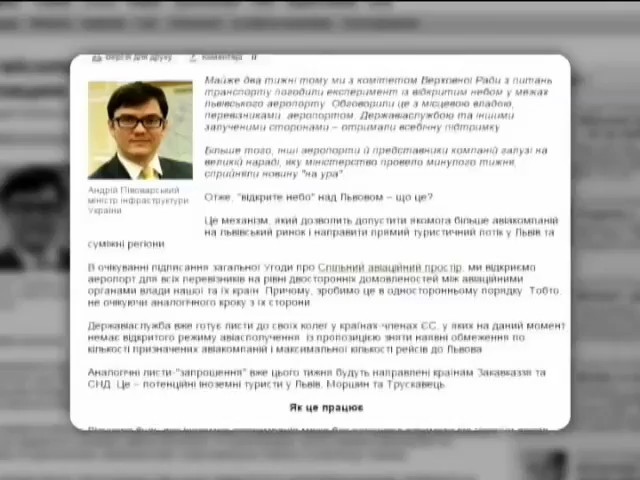 Версія для друку Коментарі 0
Майже два тижні тому ми з комітетом Верховної Ради з питань
транспорту погодили експеримент із відкритим небом у межах
львівського аеропорту. Обговорили це з місцевою владою,
перевізниками аеропортом, Державіаслужбою та іншими
залученими сторонами – отримали всебічну підтримку
Більше того, інші аеропорти й представники компаній галузі на
великій нараді, яку міністерство провело минулого тижня,
сприйняли новину "на ура".
Андрій Пивоварський
міністр інфраструктури
України
Отже, "відкрите небо" над Львовом – що це?
Це механізм, який дозволить допустити якомога більше авіакомпаній
на львівський ринок і направити прямий туристичний потік у Львів та
суміжні регіони
В очікуванні підписання загальної Угоди про Спільний авіаційний простір, ми відкриємо
аеропорт для всіх перевізників на рівні двосторонніх домовленостей між авіаційними
органами влади нашої та їх країн. Причому, зробимо це в односторонньому порядку. Тобто,
не очікуючи аналогічного кроку з їх сторони
Державіаслужба вже готує листи до своїх колег у країнах-членах ЄС, у яких на даний момент
немає відкритого режиму авіасполучення із пропозицією зняти наявні обмеження по
кількості призначених авіакомпаній і максимальної кількості рейсів до Львова
Аналогічні листи-"запрошення" вже цього тижня будуть направлені країнам Закавказзя та
СНД. Це – потенційні іноземні туристи у Львів, Моршин та Трускавець.
Як це працює